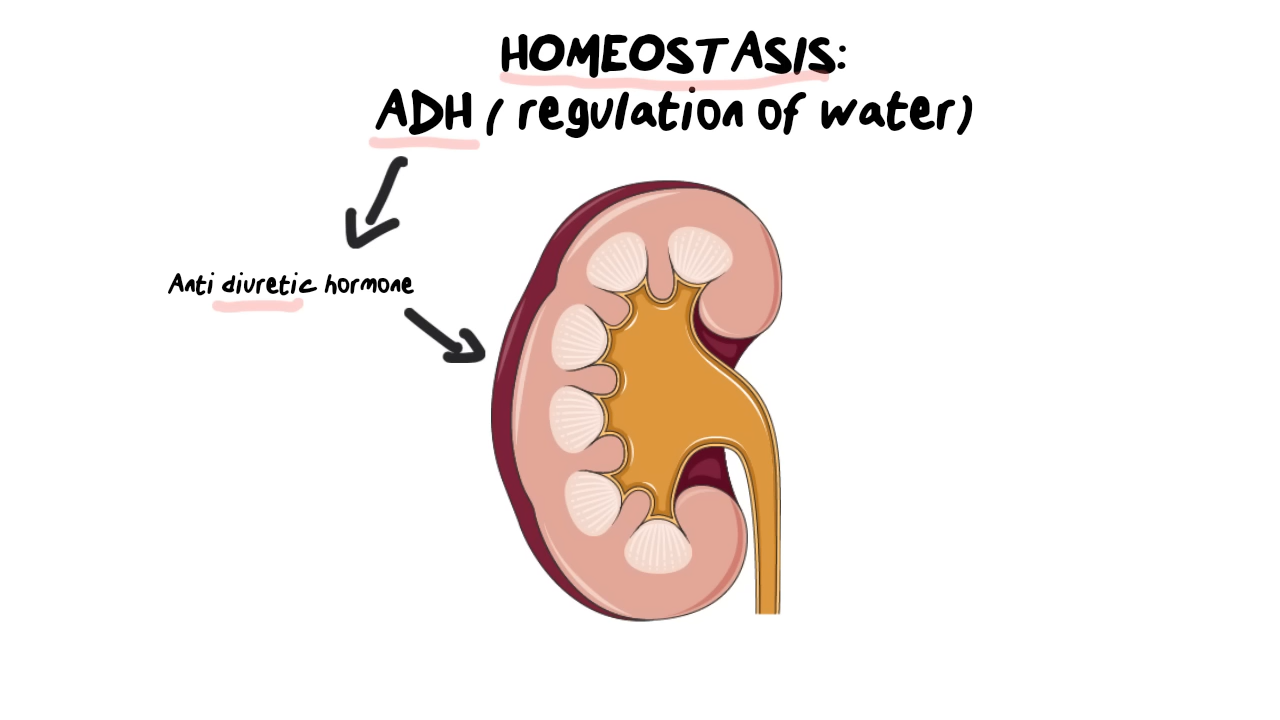 HOMEOSTASIS:
ADH ( regulation of water)
Anti diuretic hormone